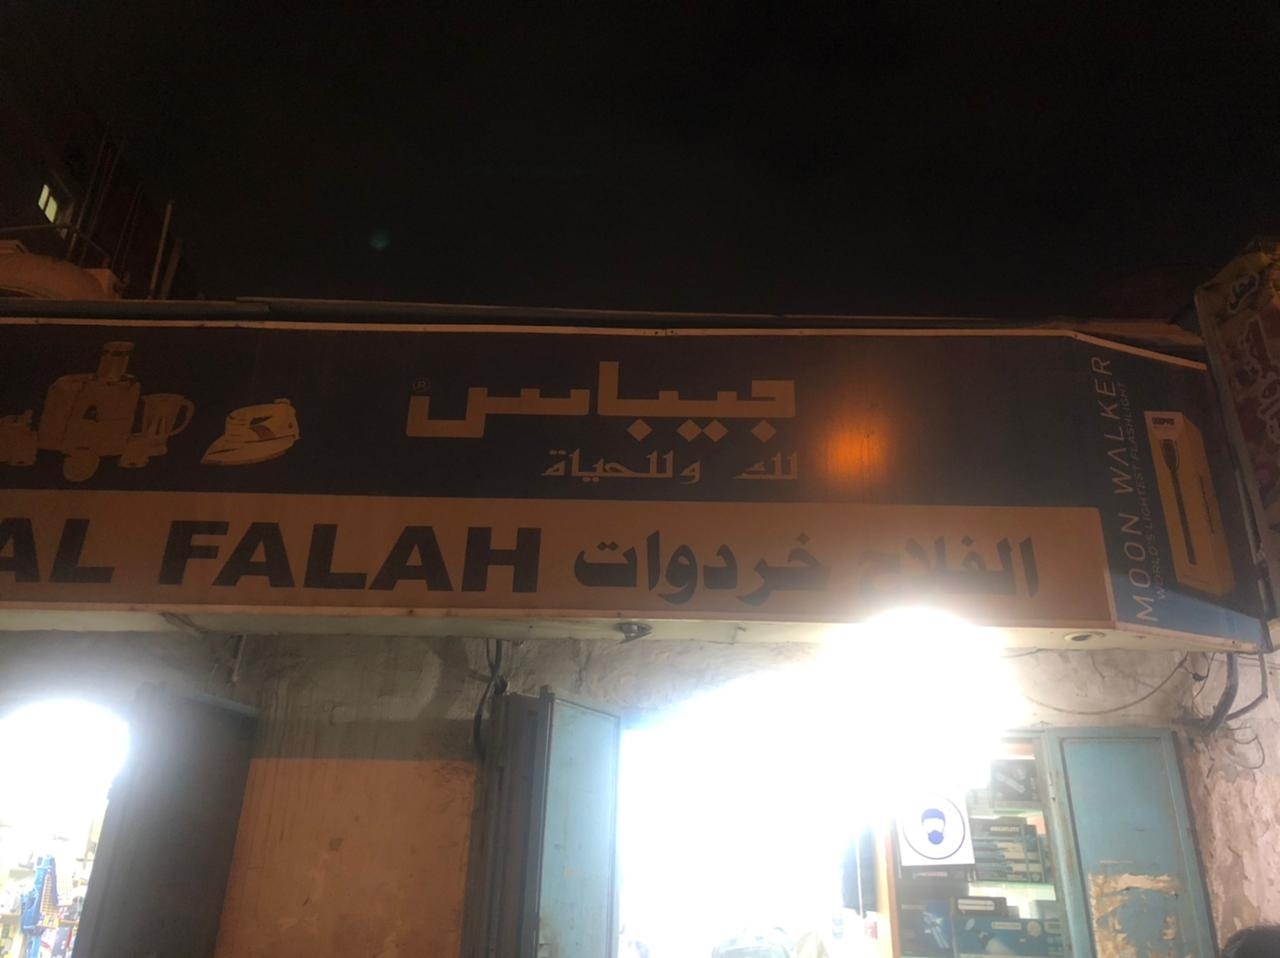 جيباس ®
لك وللحياة
AL FALAH الفلاح خردوات
MOON WALKER
WORLD'S LIGHTEST FLASHLIGHT